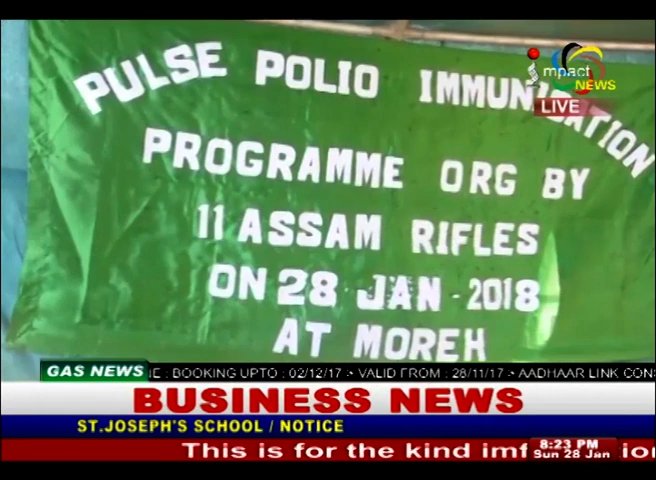 PULSE POLIO IMMUNIZATION
PROGRAMME ORG BY
11 ASSAM RIFLES
ON 28 JAN - 2018
AT MOREH
impact
NEWS
LIVE
GAS NEWS
: BOOKING UPTO : 02/12/17 > VALID FROM : 28/11/17 > AADHAAR LINK
BUSINESS NEWS
ST.JOSEPH'S SCHOOL / NOTICE
This is for the kind
8:23 PM
Sun 28 Jan